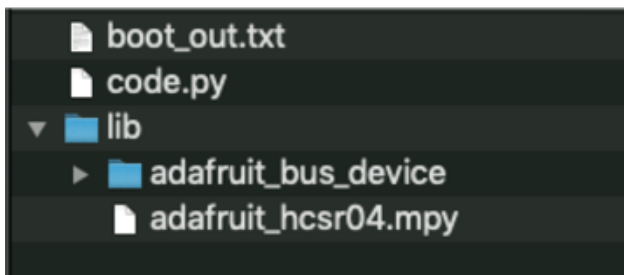 boot_out.txt
code.py
lib
adafruit_bus_device
adafruit_hcsr04.mpy